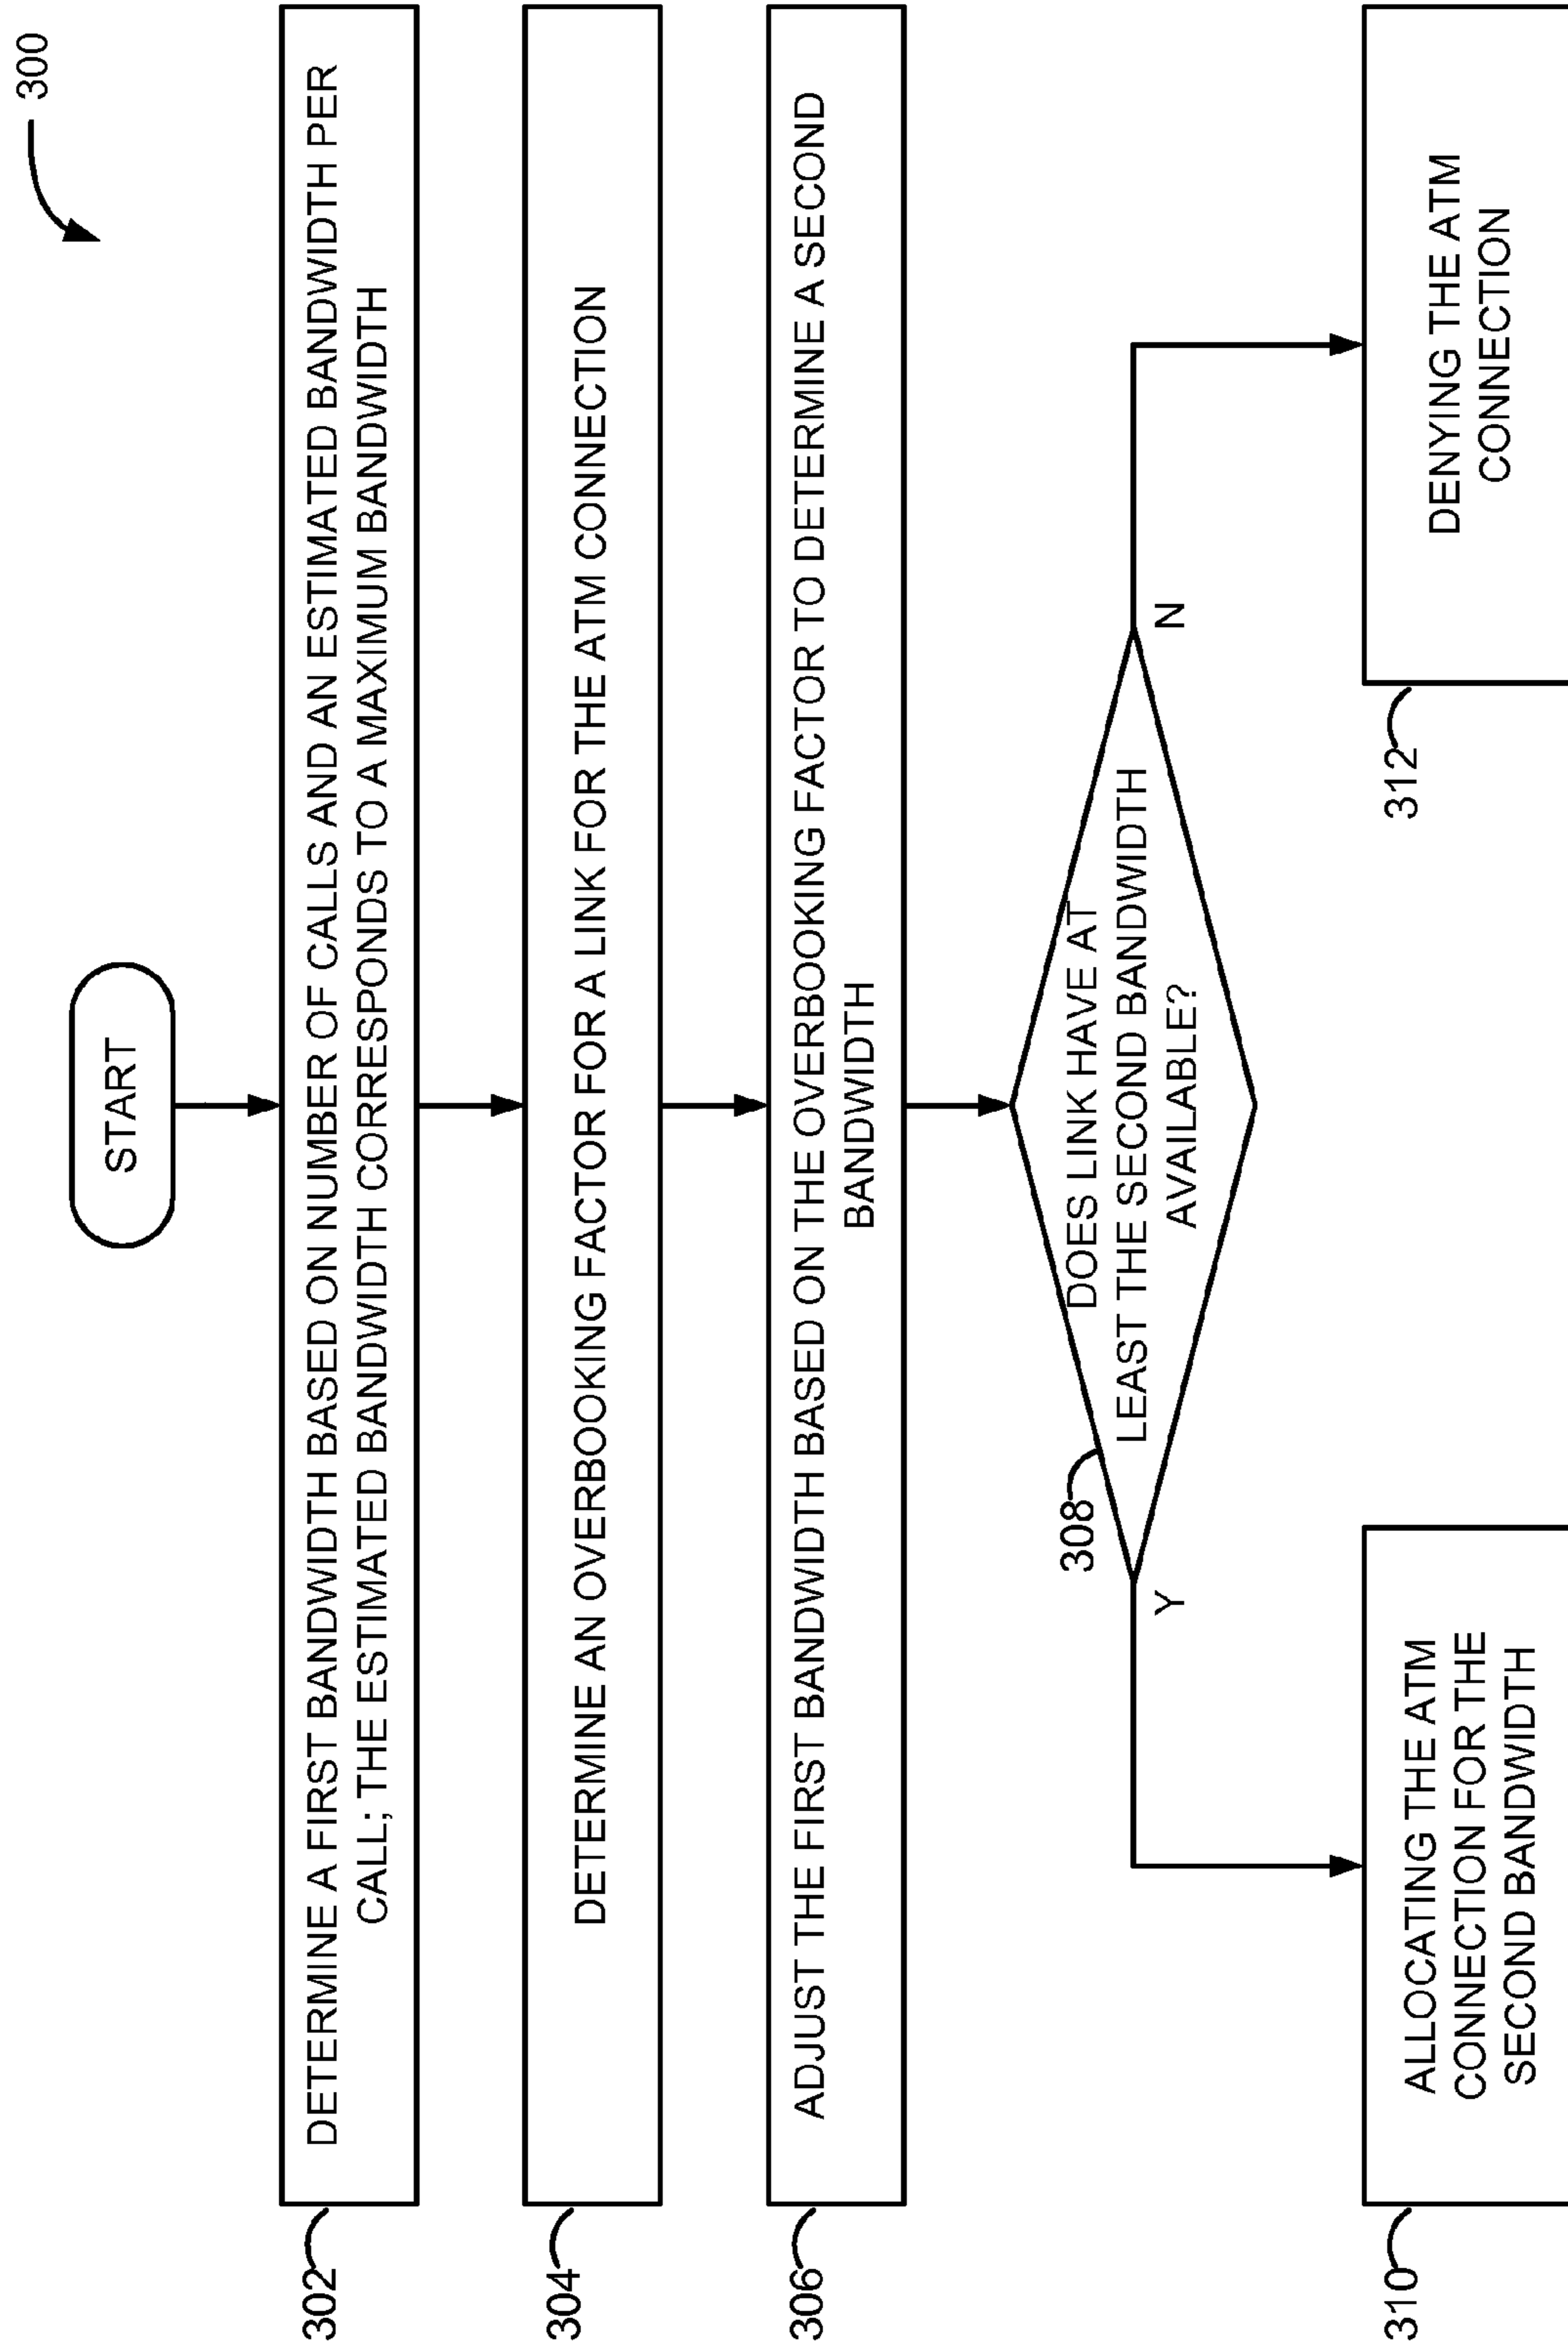 300
START
302
DETERMINE A FIRST BANDWIDTH BASED ON NUMBER OF CALLS AND AN ESTIMATED BANDWIDTH PER
CALL; THE ESTIMATED BANDWIDTH CORRESPONDS TO A MAXIMUM BANDWIDTH
304
DETERMINE AN OVERBOOKING FACTOR FOR A LINK FOR THE ATM CONNECTION
306
ADJUST THE FIRST BANDWIDTH BASED ON THE OVERBOOKING FACTOR TO DETERMINE A SECOND
BANDWIDTH
308
DOES LINK HAVE AT
LEAST THE SECOND BANDWIDTH
AVAILABLE?
Y
N
310
ALLOCATING THE ATM
CONNECTION FOR THE
SECOND BANDWIDTH
312
DENYING THE ATM
CONNECTION